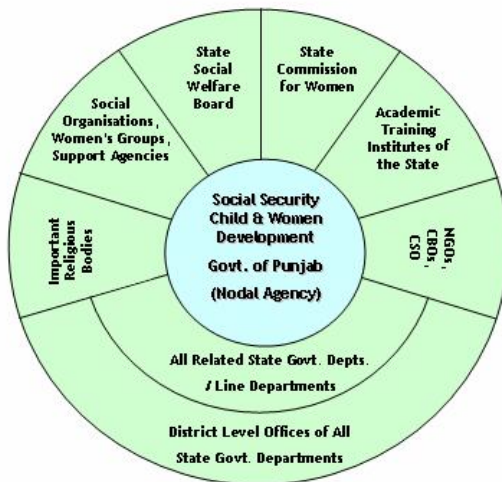 State
Social
Welfare
Board
State
Commission
for Women
Social
Organisations,
Women's Groups,
Support Agencies
Academic
Training
Institutes of
the State
Important
Religious
Bodies
NGOs,
CBOs,
CSO
Social Security
Child & Women
Development
Govt. of Punjab
(Nodal Agency)
All Related State Govt. Depts.
/ Line Departments
District Level Offices of All
State Govt. Departments